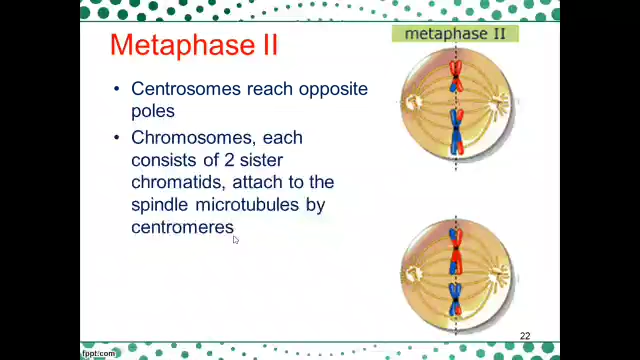 Metaphase II
metaphase II
• Centrosomes reach opposite
poles
• Chromosomes, each
consists of 2 sister
chromatids, attach to the
spindle microtubules by
centromeres
22
fppt.com